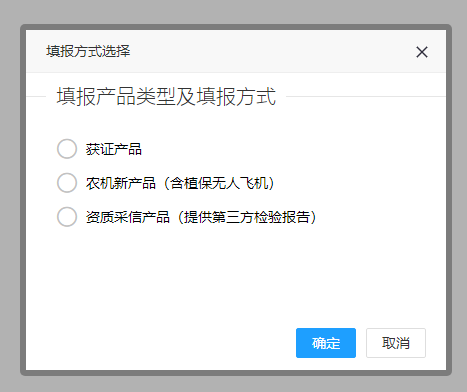 填报方式选择
填报产品类型及填报方式
获证产品
农机新产品（含植保无人飞机）
资质采信产品（提供第三方检验报告）
确定 取消